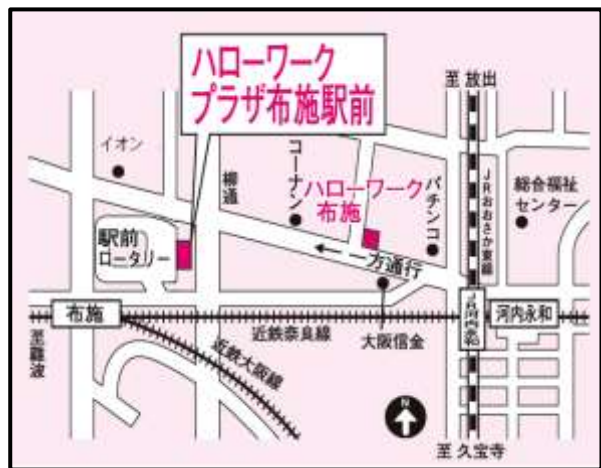 ハローワーク
プラザ布施駅前
至 放出
イオン
柳通
コーナン
ハローワーク
布施
パチンコ
JRおおさか東線
総合福祉
センター
駅前
ロータリー
一方通行
布施
JR河内永和
河内永和
至難波
近鉄奈良線
大阪信金
近鉄大阪線
N
至 久宝寺